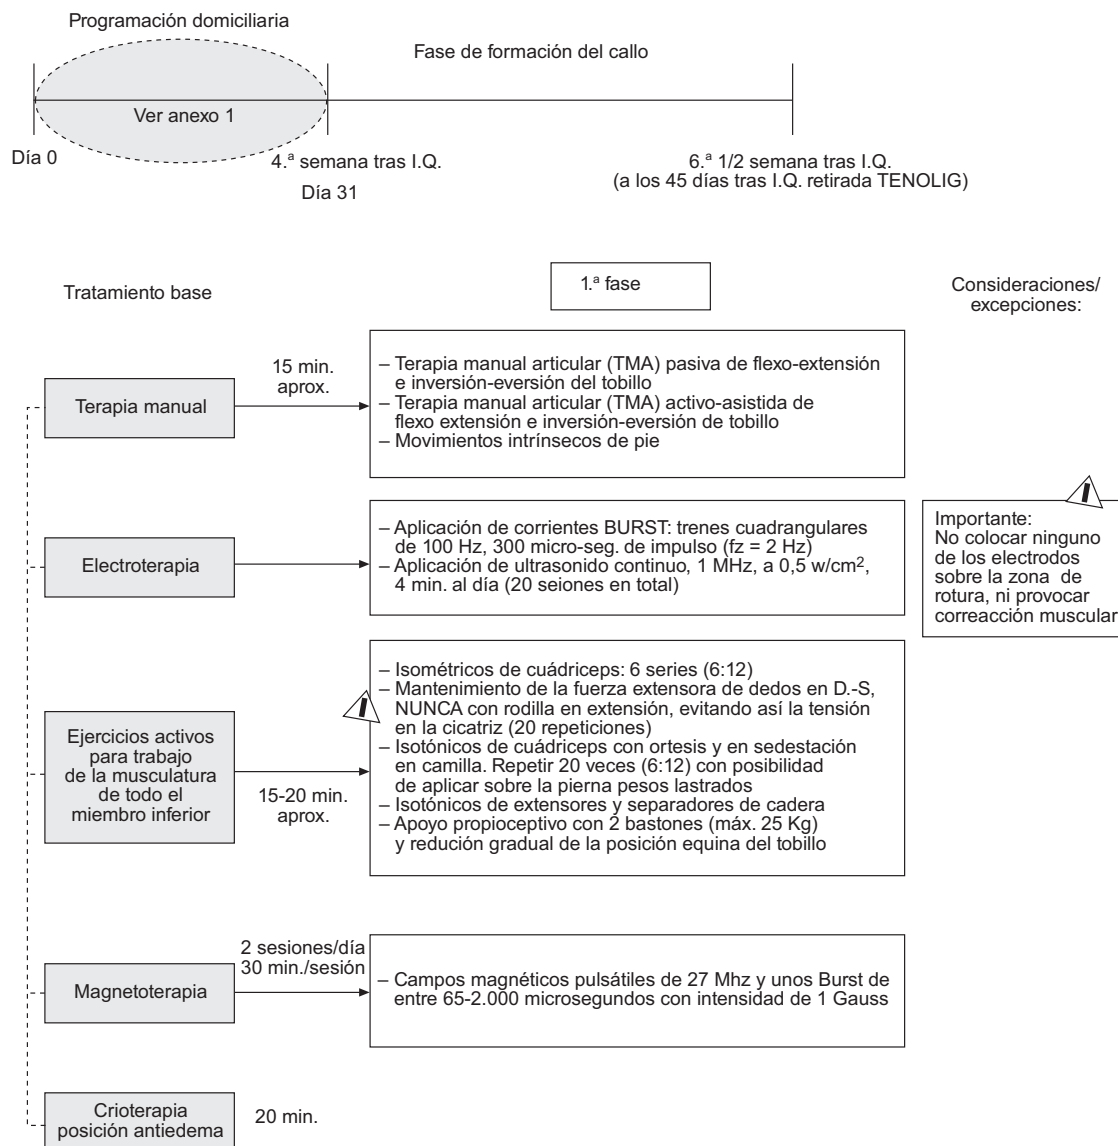 Programación domiciliaria
Fase de formación del callo
Ver anexo 1
Día 0
4.ª semana tras I.Q.
Día 31
6.ª 1/2 semana tras I.Q.
(a los 45 días tras I.Q. retirada TENOLIG)
Tratamiento base
1.ª fase
Consideraciones/
excepciones:
Terapia manual
15 min.
aprox.
– Terapia manual articular (TMA) pasiva de flexo-extensión
e inversión-eversión del tobillo
– Terapia manual articular (TMA) activo-asistida de
flexo extensión e inversión-eversión de tobillo
– Movimientos intrínsecos de pie
Electroterapia
– Aplicación de corrientes BURST: trenes cuadrangulares
de 100 Hz, 300 micro-seg. de impulso (fz = 2 Hz)
– Aplicación de ultrasonido continuo, 1 MHz, a 0,5 w/cm², 
4 min. al día (20 seiones en total)
Importante:
No colocar ninguno
de los electrodos
sobre la zona de
rotura, ni provocar
correacción muscular
Ejercicios activos
para trabajo
de la musculatura
de todo el
miembro inferior
15-20 min.
aprox.
– Isométricos de cuádriceps: 6 series (6:12)
– Mantenimiento de la fuerza extensora de dedos en D.-S,
NUNCA con rodilla en extensión, evitando así la tensión
en la cicatriz (20 repeticiones)
– Isotónicos de cuádriceps con ortesis y en sedestación
en camilla. Repetir 20 veces (6:12) con posibilidad
de aplicar sobre la pierna pesos lastrados
– Isotónicos de extensores y separadores de cadera
– Apoyo propioceptivo con 2 bastones (máx. 25 Kg)
y redución gradual de la posición equina del tobillo
Magnetoterapia
2 sesiones/día
30 min./sesión
– Campos magnéticos pulsátiles de 27 Mhz y unos Burst de
entre 65-2.000 microsegundos con intensidad de 1 Gauss
Crioterapia
posición antiedema
20 min.